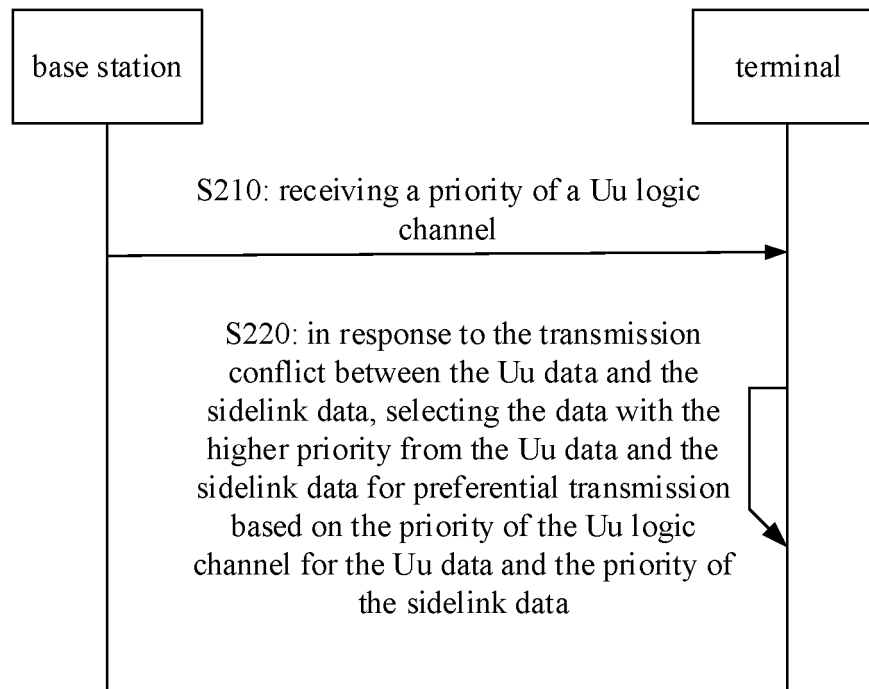 base station
terminal
S210: receiving a priority of a Uu logic
channel
S220: in response to the transmission
conflict between the Uu data and the
sidelink data, selecting the data with the
higher priority from the Uu data and the
sidelink data for preferential transmission
based on the priority of the Uu logic
channel for the Uu data and the priority of
the sidelink data